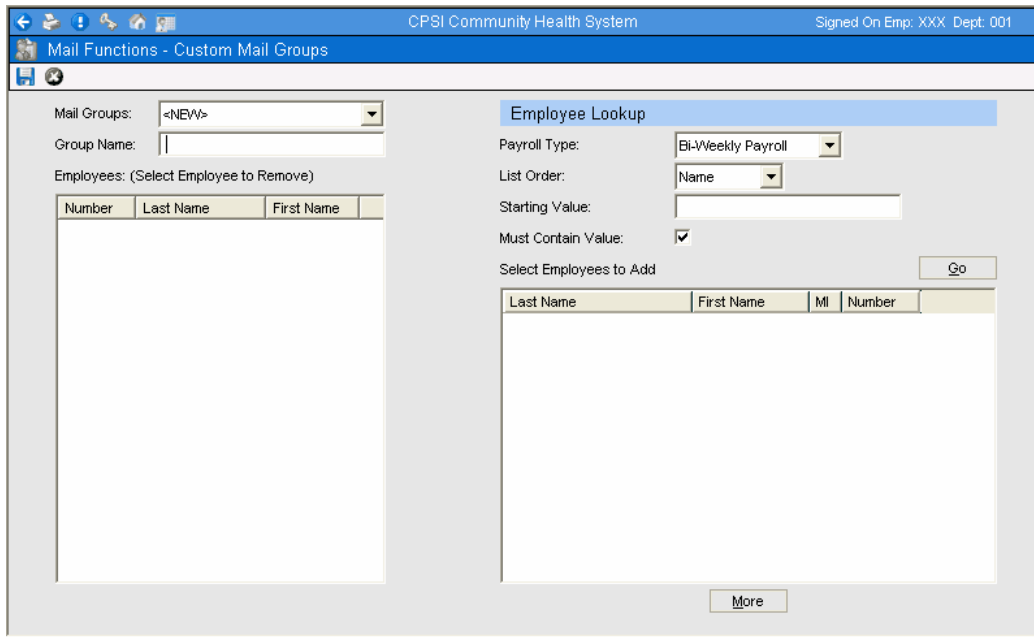 CPSI Community Health System
Signed On Emp: XXX Dept: 001
Mail Functions - Custom Mail Groups
Mail Groups: <NEW>
Group Name:
Employees: (Select Employee to Remove)
Number Last Name First Name
Employee Lookup
Payroll Type: Bi-Weekly Payroll
List Order: Name
Starting Value:
Must Contain Value:
Select Employees to Add Go
Last Name First Name MI Number
More